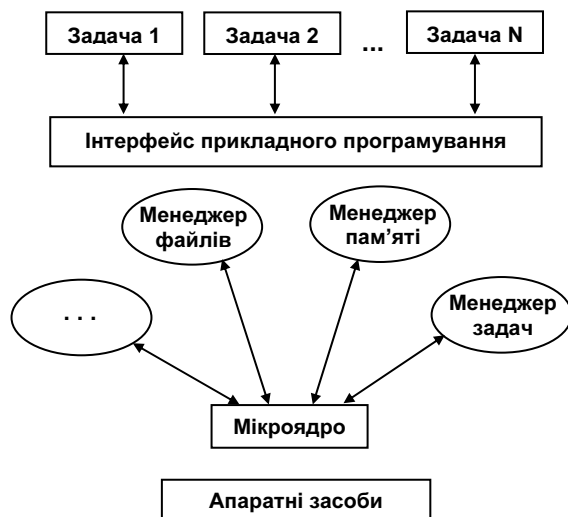 Задача 1
Задача 2
...
Задача N
Інтерфейс прикладного програмування
Менеджер
файлів
Менеджер
пам’яті
. . .
Менеджер
задач
Мікроядро
Апаратні засоби